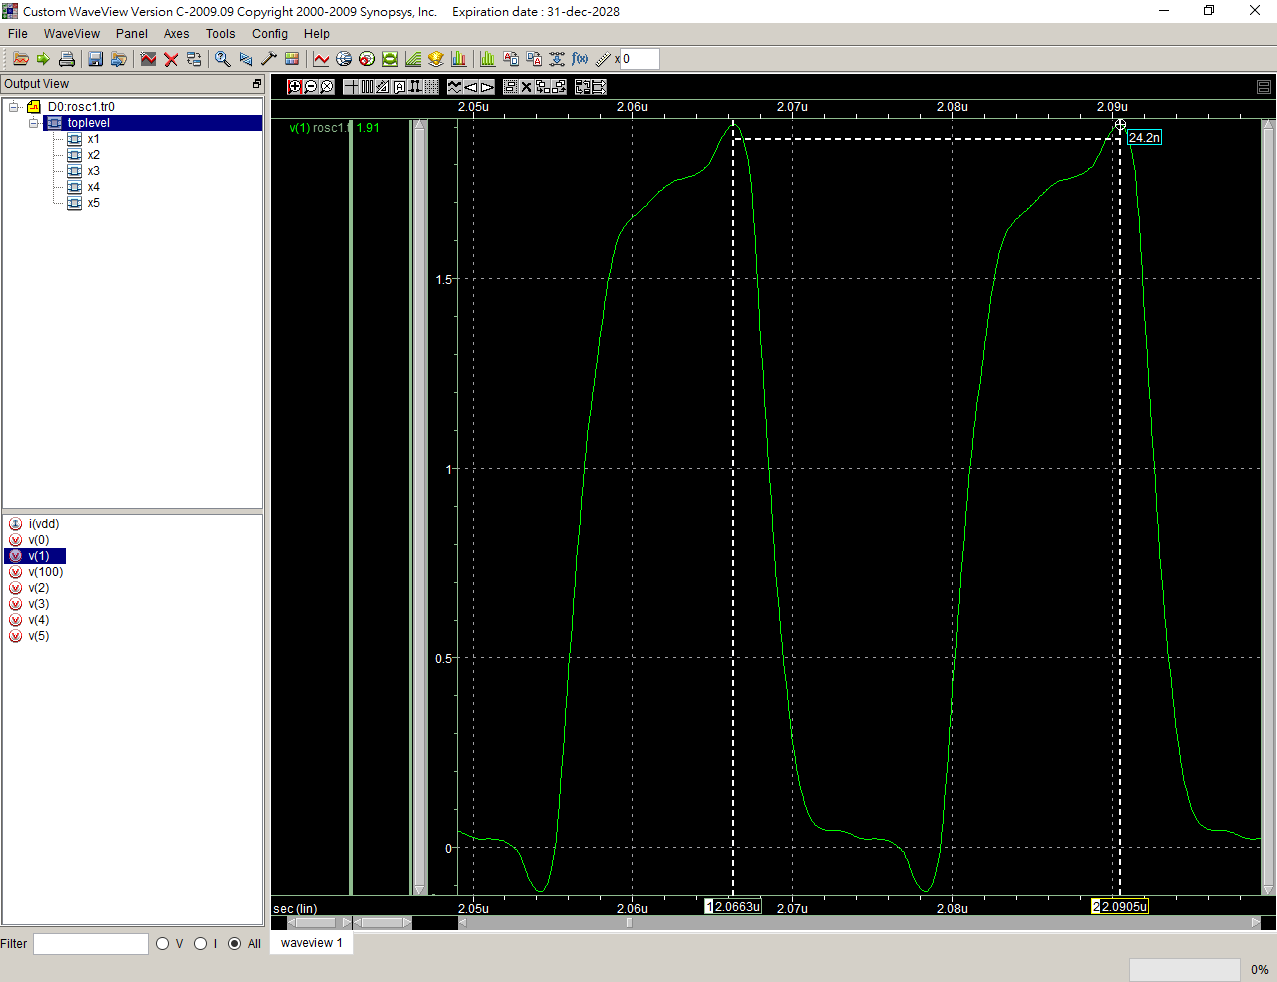 Custom WaveView Version C-2009.09 Copyright 2000-2009 Synopsys, Inc. Expiration date : 31-dec-2028
File WaveView Panel Axes Tools Config Help
x 0
Output View
D0:rosc1.tr0
toplevel
x1
x2
x3
x4
x5
i(vdd)
v(0)
v(1)
v(100)
v(2)
v(3)
v(4)
v(5)
Filter V I All
2.05u 2.06u 2.07u 2.08u 2.09u
v(1) rosc1.t 1.91
24.2n
1.5
1
0.5
0
sec (lin) 2.05u 2.06u 1 2.0663u 2.07u 2.08u 2 2.0905u
waveview 1
0%